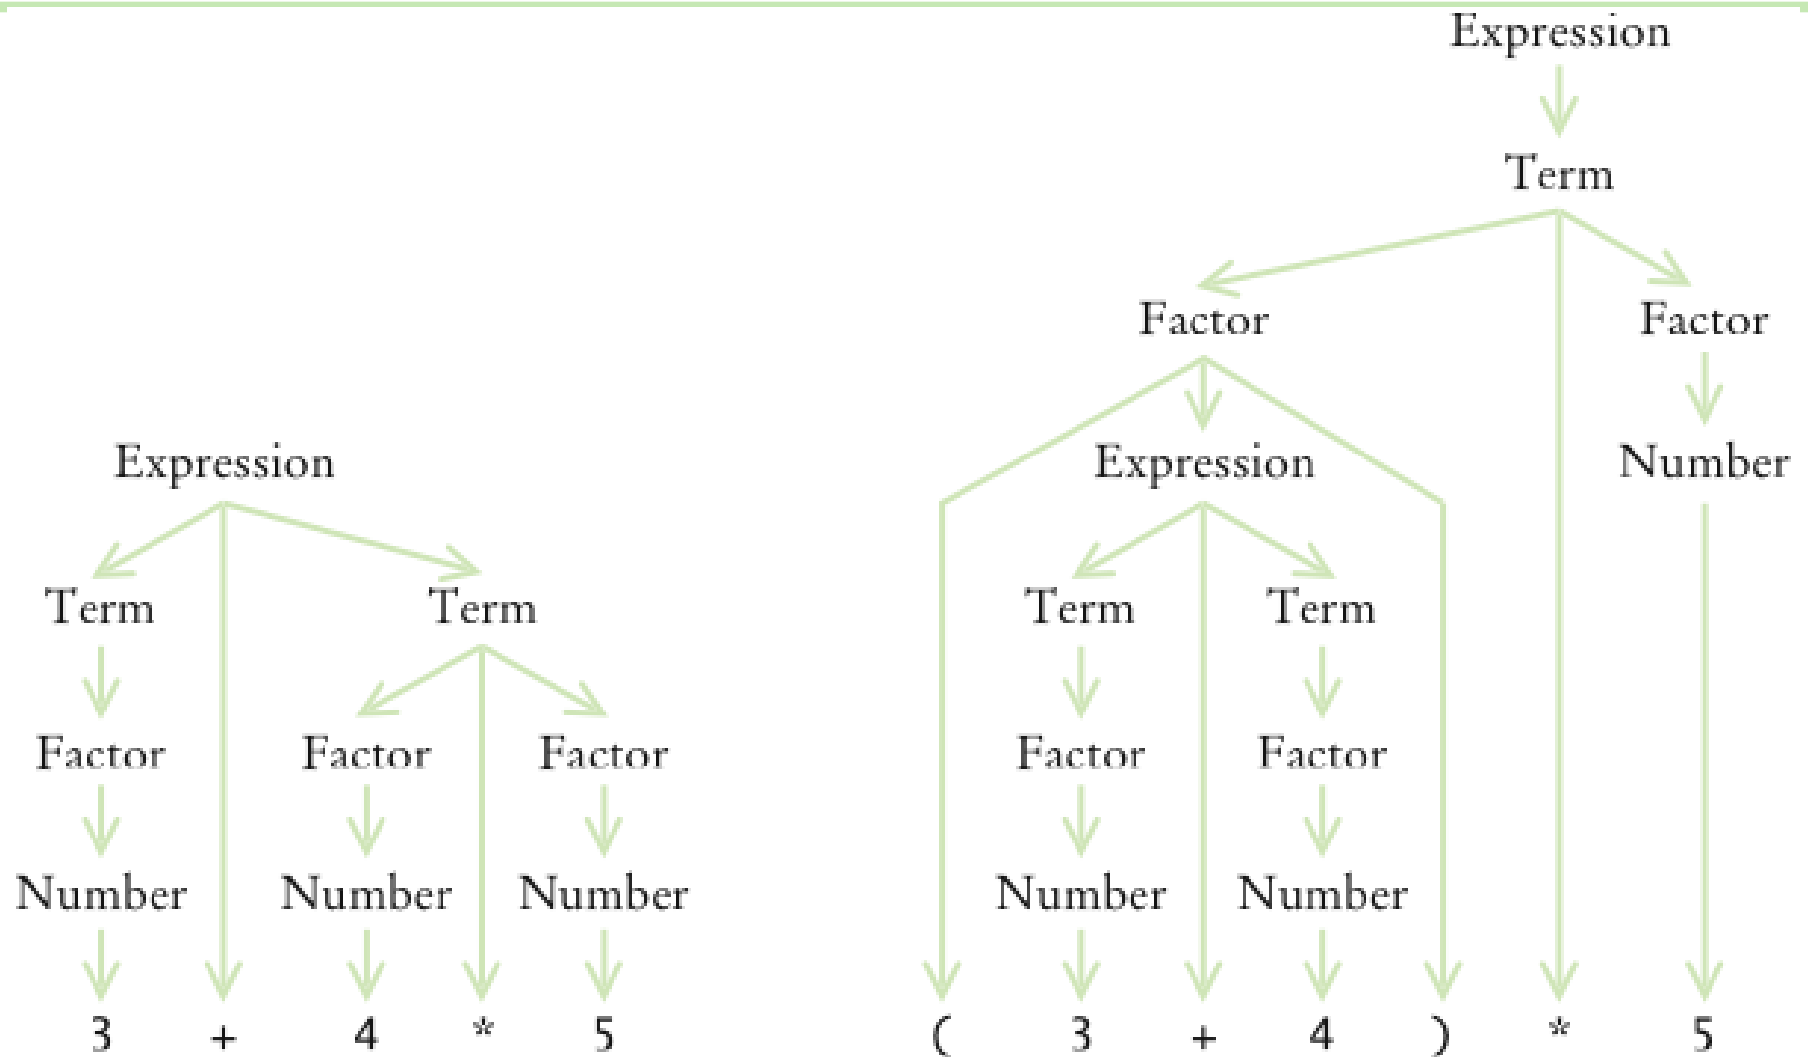 Expression
Term
Factor Factor
Expression Expression Number
Term Term Term Term
Factor Factor Factor Factor Factor
Number Number Number Number Number
3 + 4 * 5 ( 3 + 4 ) * 5